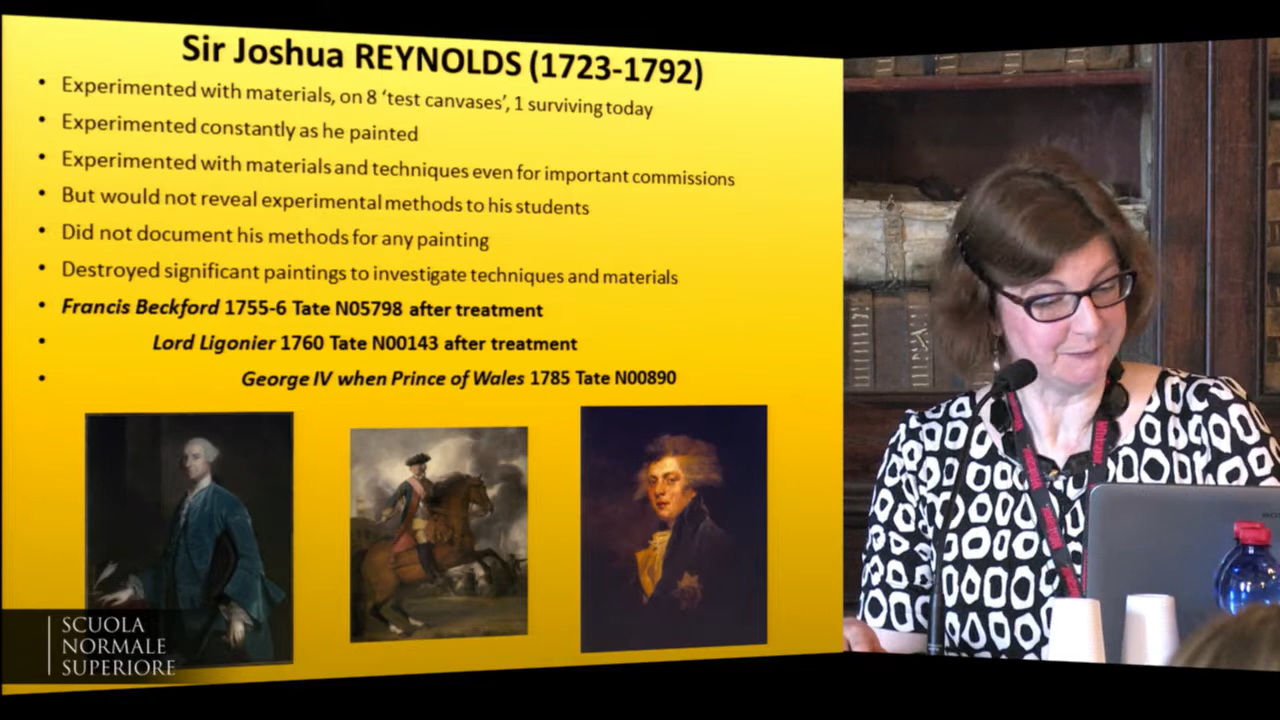 Sir Joshua REYNOLDS (1723-1792)
• Experimented with materials, on 8 ‘test canvases’, 1 surviving today
• Experimented constantly as he painted
• Experimented with materials and techniques even for important commissions
• But would not reveal experimental methods to his students
• Did not document his methods for any painting
• Destroyed significant paintings to investigate techniques and materials
• Francis Beckford 1755-6 Tate N05798 after treatment
• Lord Ligonier 1760 Tate N00143 after treatment
• George IV when Prince of Wales 1785 Tate N00890
SCUOLA
NORMALE
SUPERIORE